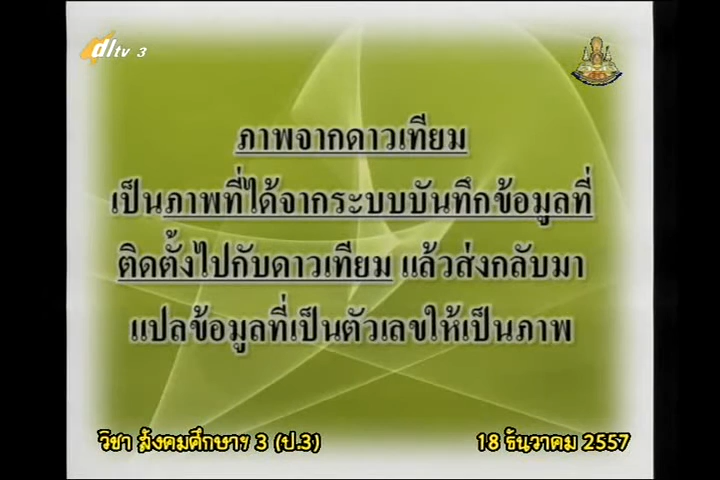 dltv 3
ภาพจากดาวเทียม
เป็นภาพที่ได้จากระบบบันทึกข้อมูลที่
ติดตั้งไปกับดาวเทียม แล้วส่งกลับมา
แปลข้อมูลที่เป็นตัวเลขให้เป็นภาพ
วิชา สังคมศึกษาฯ 3 (ป.3)
18 ธันวาคม 2557